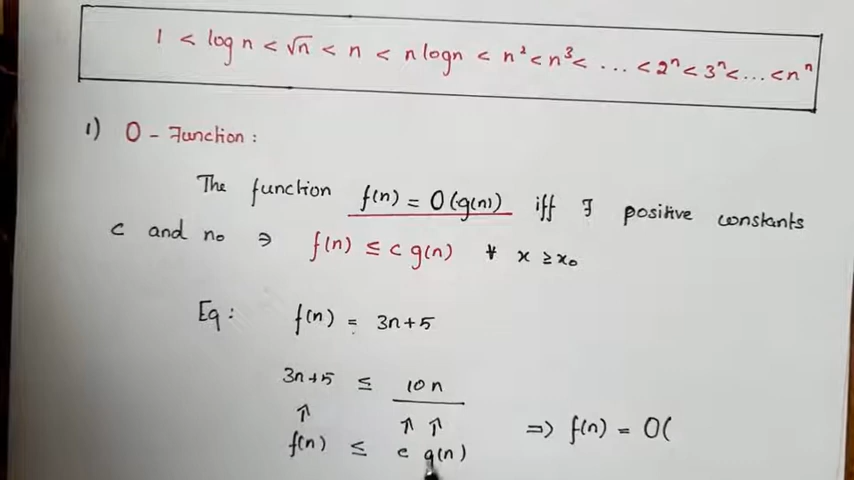 1 < log n < √n < n < n logn < n² < n³ < ... < 2ⁿ < 3ⁿ < ... < nⁿ
1) O - Function :
The function f(n) = O(g(n)) iff ∃ positive constants
c and n₀ ∋ f(n) ≤ c g(n) ∀ x ≥ x₀
Eg : f(n) = 3n+5
3n+5 ≤ 10 n
↑ ↑ ↑
f(n) ≤ c g(n) ⇒ f(n) = O(